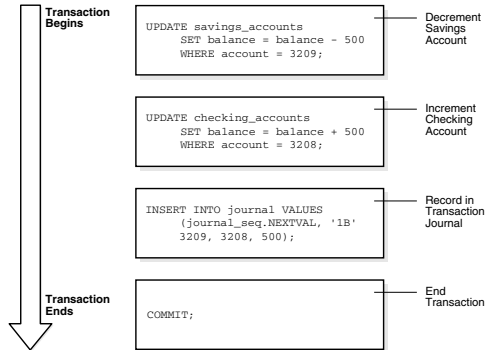 Transaction
Begins
UPDATE savings_accounts
SET balance = balance - 500
WHERE account = 3209;
Decrement
Savings
Account
UPDATE checking_accounts
SET balance = balance + 500
WHERE account = 3208;
Increment
Checking
Account
INSERT INTO journal VALUES
(journal_seq.NEXTVAL, '1B'
3209, 3208, 500);
Record in
Transaction
Journal
Transaction
Ends
COMMIT;
End
Transaction